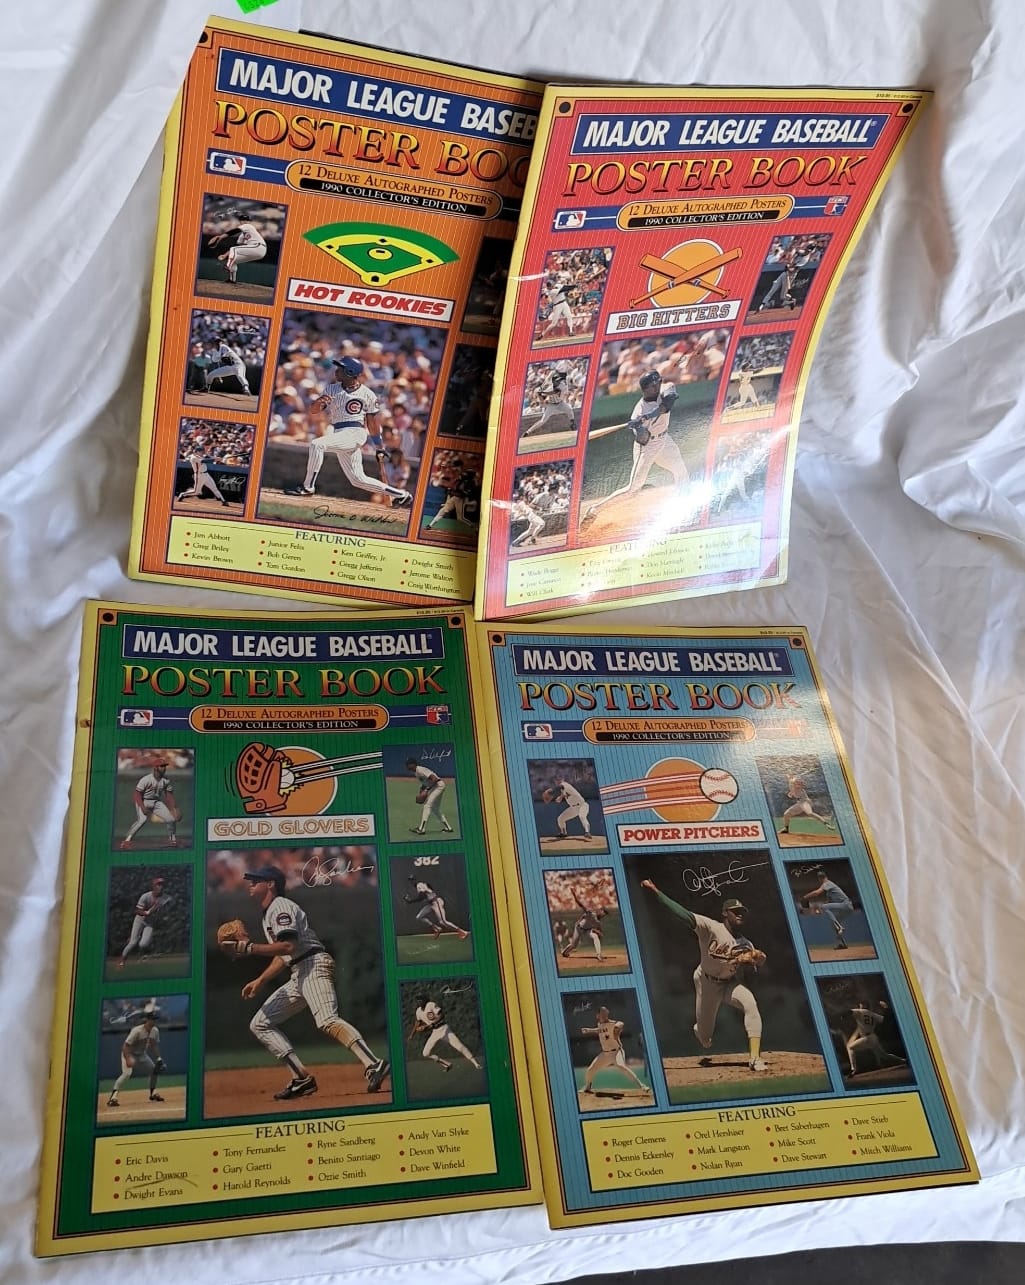 MAJOR LEAGUE BASEB
POSTER BOO
12 DELUXE AUTOGRAPHED POSTERS
1990 COLLECTOR'S EDITION
HOT ROOKIES
Jerome Walton
FEATURING
• Jim Abbott
• Greg Briley
• Kevin Brown
• Junior Felix
• Bob Geren
• Tom Gordon
• Ken Griffey, Jr.
• Gregg Jefferies
• Gregg Olson
• Dwight Smith
• Jerome Walton
• Craig Worthington
MAJOR LEAGUE BASEBALL®
POSTER BOOK
12 DELUXE AUTOGRAPHED POSTERS
1990 COLLECTOR'S EDITION
BIG HITTERS
• Wade Boggs
• Jose Canseco
• Will Clark
• Howard Johnson
• Don Mattingly
• Kevin Mitchell
$10.95
MAJOR LEAGUE BASEBALL®
POSTER BOOK
12 DELUXE AUTOGRAPHED POSTERS
1990 COLLECTOR'S EDITION
GOLD GLOVERS
382
FEATURING
• Eric Davis
• Andre Dawson
• Dwight Evans
• Tony Fernandez
• Gary Gaetti
• Harold Reynolds
• Ryne Sandberg
• Benito Santiago
• Ozzie Smith
• Andy Van Slyke
• Devon White
• Dave Winfield
MAJOR LEAGUE BASEBALL®
POSTER BOOK
12 DELUXE AUTOGRAPHED POSTERS
1990 COLLECTOR'S EDITION
POWER PITCHERS
FEATURING
• Roger Clemens
• Dennis Eckersley
• Doc Gooden
• Orel Hershiser
• Mark Langston
• Nolan Ryan
• Bret Saberhagen
• Mike Scott
• Dave Stewart
• Dave Stieb
• Frank Viola
• Mitch Williams